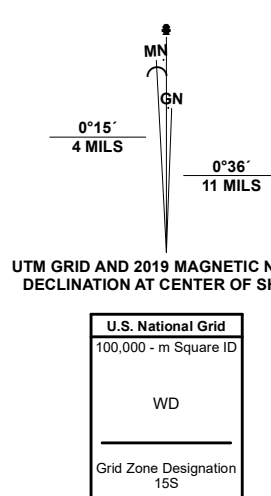 MN
GN
0°15´
4 MILS
0°36´
11 MILS
UTM GRID AND 2019 MAGNETIC N
DECLINATION AT CENTER OF SH
U.S. National Grid
100,000 - m Square ID
WD
Grid Zone Designation
15S